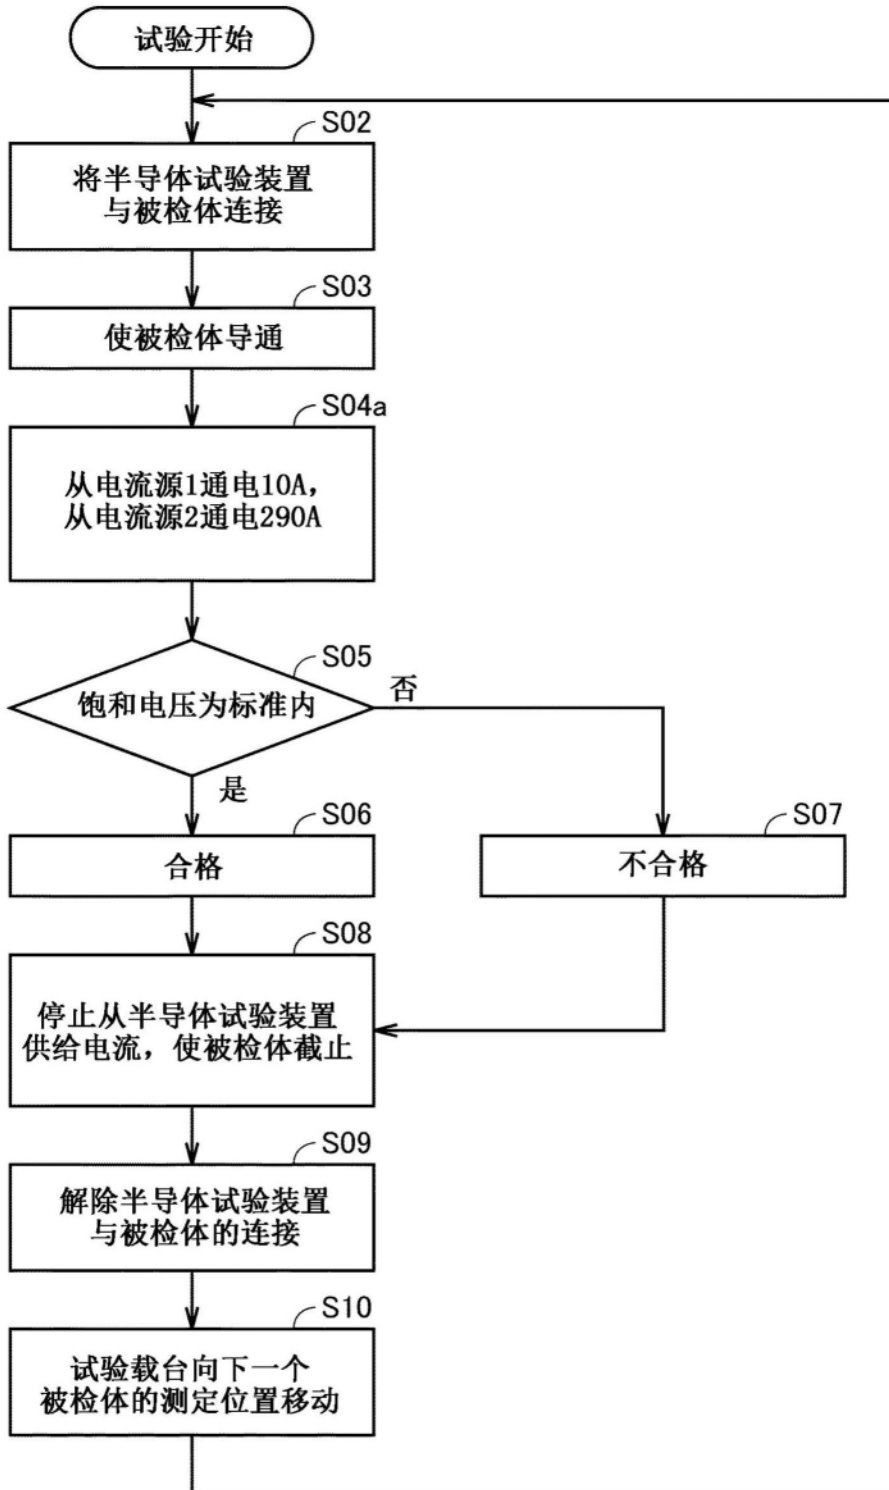 试验开始
S02
将半导体试验装置
与被检体连接
S03
使被检体导通
S04a
从电流源1通电10A，
从电流源2通电290A
S05
饱和电压为标准内
否
是
S06
合格
S07
不合格
S08
停止从半导体试验装置
供给电流，使被检体截止
S09
解除半导体试验装置
与被检体的连接
S10
试验载台向下一个
被检体的测定位置移动